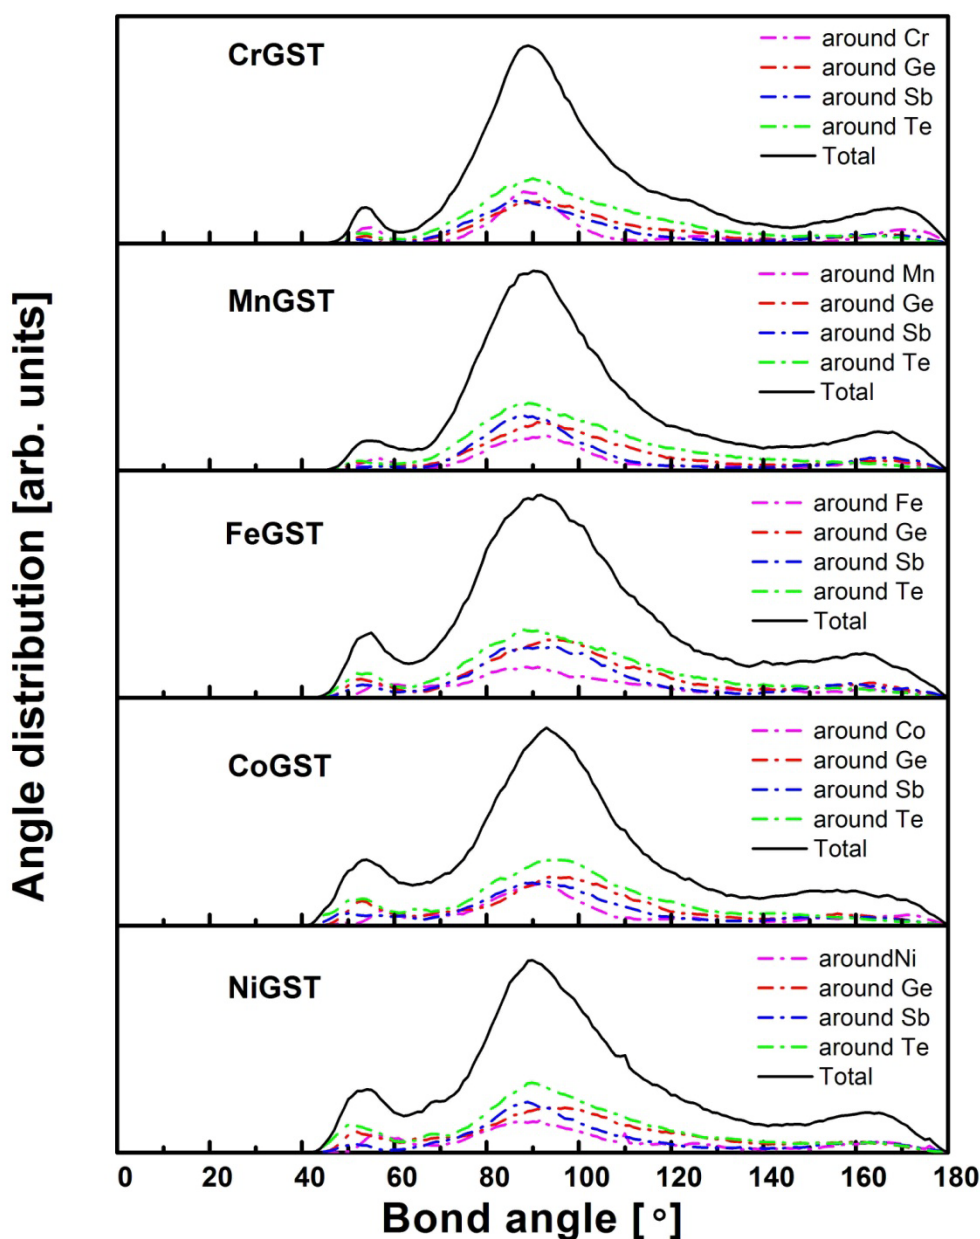 Angle distribution [arb. units]
CrGST
around Cr
around Ge
around Sb
around Te
Total
MnGST
around Mn
around Ge
around Sb
around Te
Total
FeGST
around Fe
around Ge
around Sb
around Te
Total
CoGST
around Co
around Ge
around Sb
around Te
Total
NiGST
aroundNi
around Ge
around Sb
around Te
Total
0 20 40 60 80 100 120 140 160 180
Bond angle [ °]